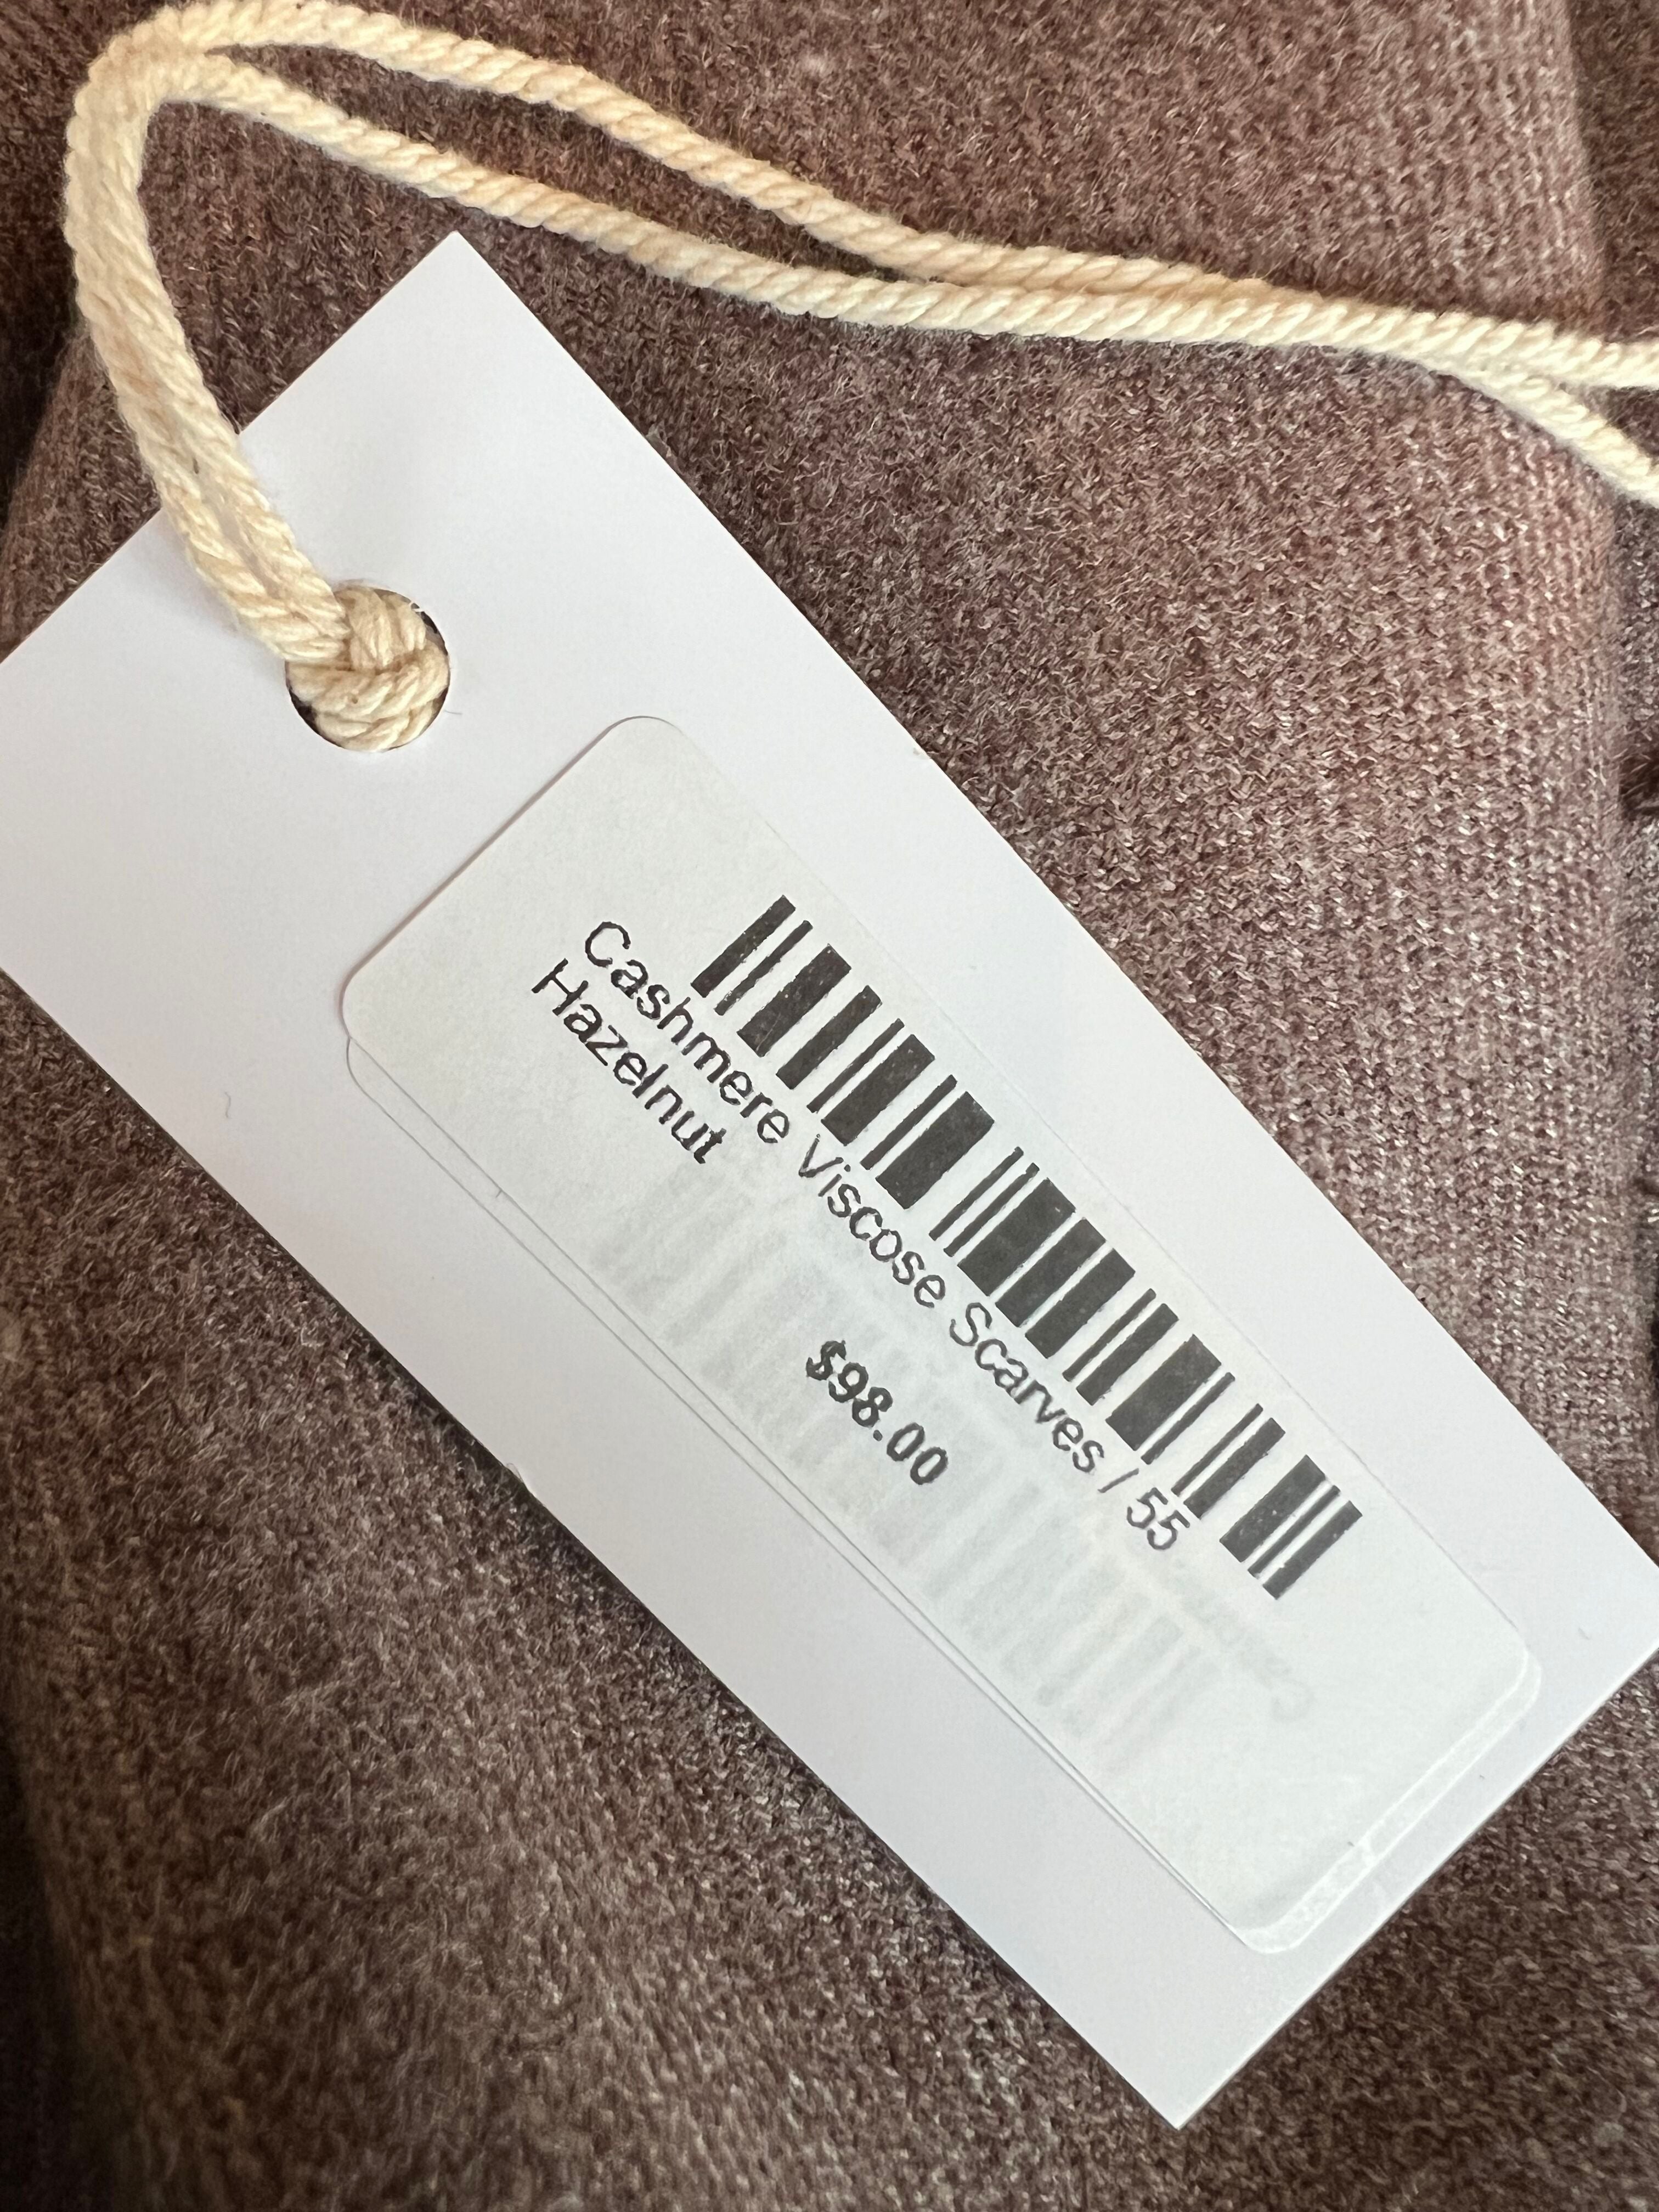 Cashmere Viscose Scarves / 55
Hazelnut
$98.00